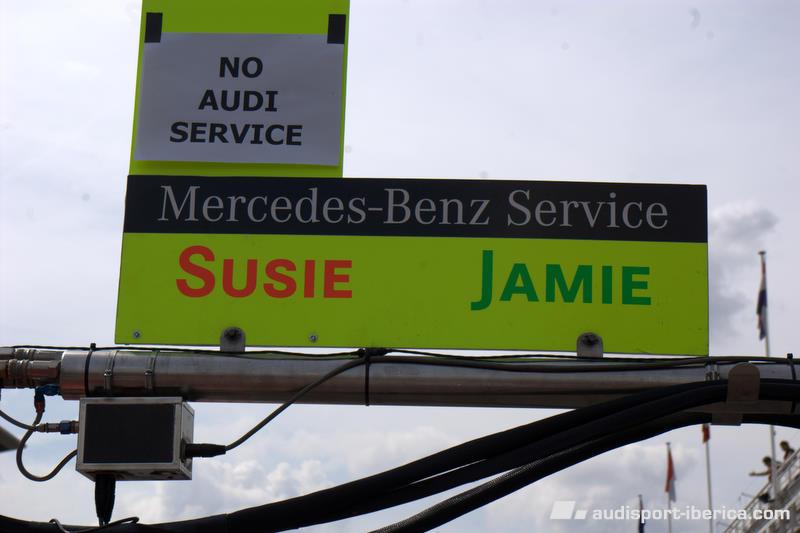 NO
AUDI
SERVICE
Mercedes-Benz Service
SUSIE JAMIE
audisport-iberica.com